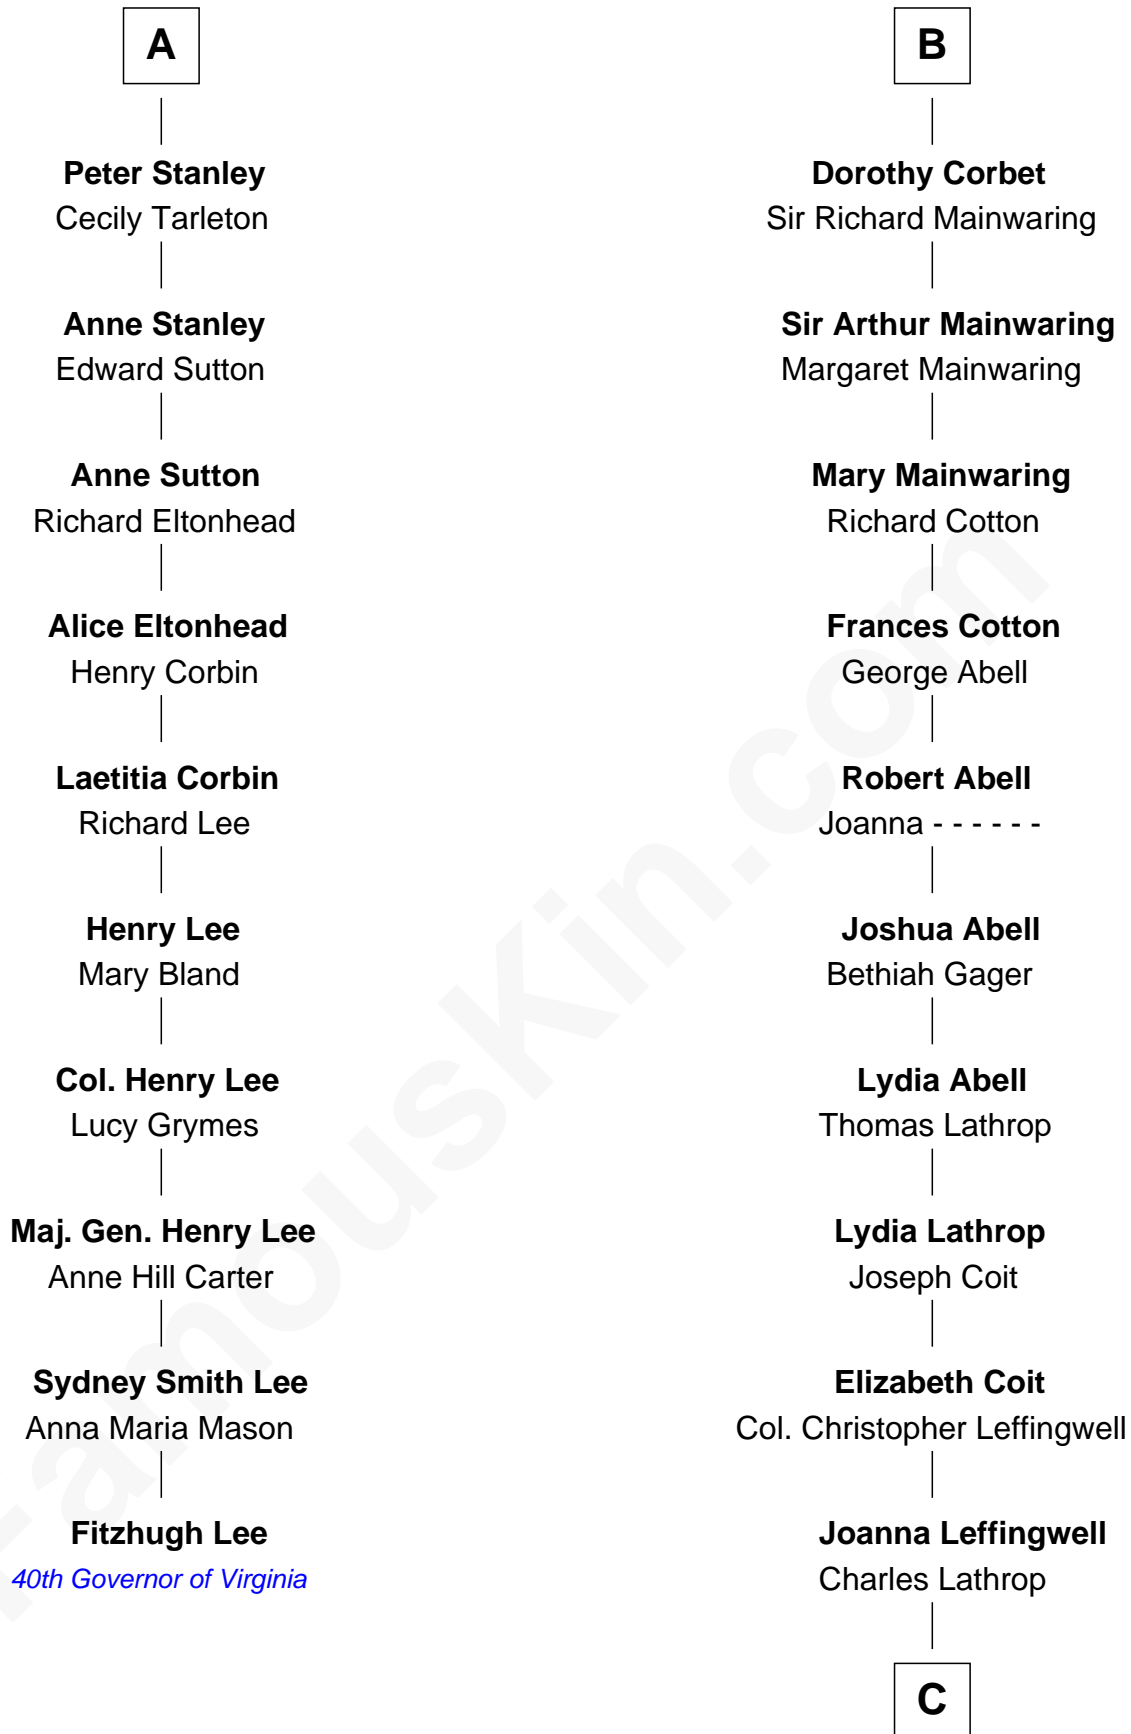 A
Peter Stanley
Cecily Tarleton
Anne Stanley
Edward Sutton
Anne Sutton
Richard Eltonhead
Alice Eltonhead
Henry Corbin
Laetitia Corbin
Richard Lee
Henry Lee
Mary Bland
Col. Henry Lee
Lucy Grymes
Maj. Gen. Henry Lee
Anne Hill Carter
Sydney Smith Lee
Anna Maria Mason
Fitzhugh Lee
40th Governor of Virginia
B
Dorothy Corbet
Sir Richard Mainwaring
Sir Arthur Mainwaring
Margaret Mainwaring
Mary Mainwaring
Richard Cotton
Frances Cotton
George Abell
Robert Abell
Joanna - - - - - -
Joshua Abell
Bethiah Gager
Lydia Abell
Thomas Lathrop
Lydia Lathrop
Joseph Coit
Elizabeth Coit
Col. Christopher Leffingwell
Joanna Leffingwell
Charles Lathrop
C
FamousKin.com